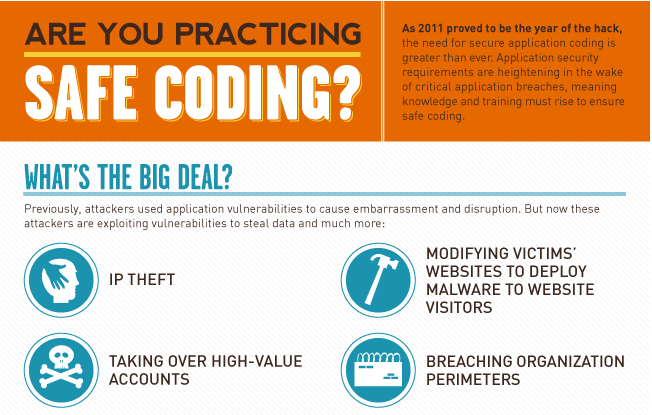 ARE YOU PRACTICING
SAFE CODING?
As 2011 proved to be the year of the hack,
the need for secure application coding is
greater than ever. Application security
requirements are heightening in the wake
of critical application breaches, meaning
knowledge and training must rise to ensure
safe coding.
WHAT'S THE BIG DEAL?
Previously, attackers used application vulnerabilities to cause embarrassment and disruption. But now these
attackers are exploiting vulnerabilities to steal data and much more:
IP THEFT
MODIFYING VICTIMS'
WEBSITES TO DEPLOY
MALWARE TO WEBSITE
VISITORS
TAKING OVER HIGH-VALUE
ACCOUNTS
BREACHING ORGANIZATION
PERIMETERS